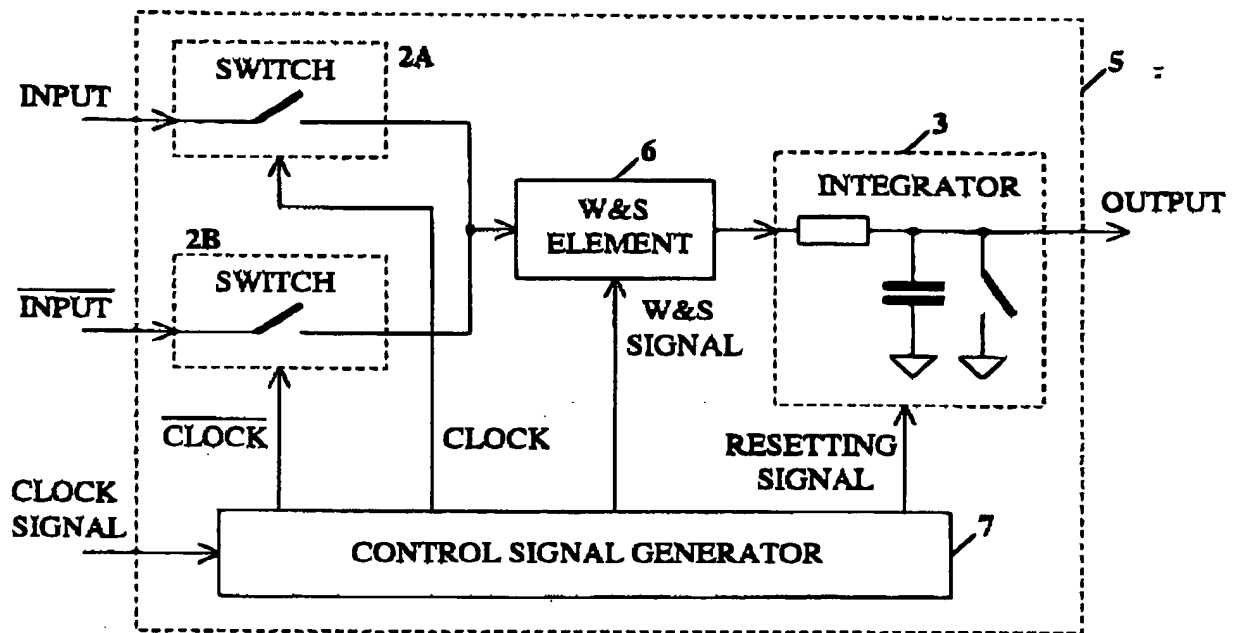 2A
SWITCH
5
INPUT
3
6
INTEGRATOR
W&S
ELEMENT
OUTPUT
2B
SWITCH
INPUT
W&S
SIGNAL
CLOCK
CLOCK
RESETTING
SIGNAL
CLOCK
SIGNAL
CONTROL SIGNAL GENERATOR
7